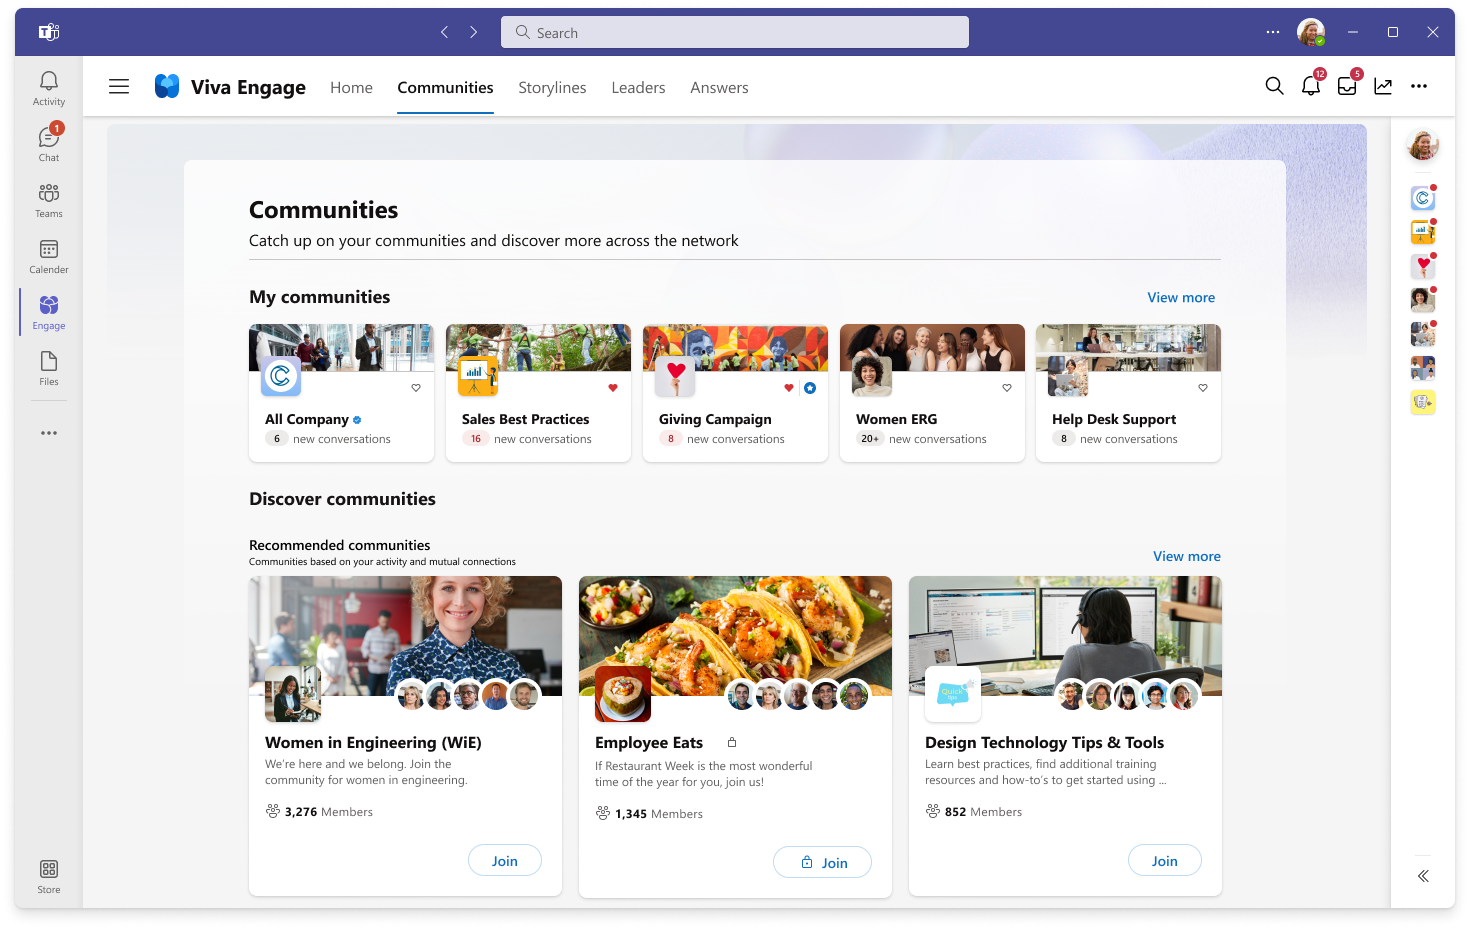 Search
Activity
1
Chat
Teams
Calender
Engage
Files
Store
Viva Engage
Home
Communities
Storylines
Leaders
Answers
12
5
Communities
Catch up on your communities and discover more across the network
My communities
View more
All Company
6 new conversations
Sales Best Practices
16 new conversations
Giving Campaign
8 new conversations
Women ERG
20+ new conversations
Help Desk Support
8 new conversations
Discover communities
Recommended communities
Communities based on your activity and mutual connections
View more
Women in Engineering (WiE)
We're here and we belong. Join the
community for women in engineering.
3,276 Members
Join
Employee Eats
If Restaurant Week is the most wonderful
time of the year for you, join us!
1,345 Members
Join
Quick
tips
Design Technology Tips & Tools
Learn best practices, find additional training
resources and how-to's to get started using ...
852 Members
Join